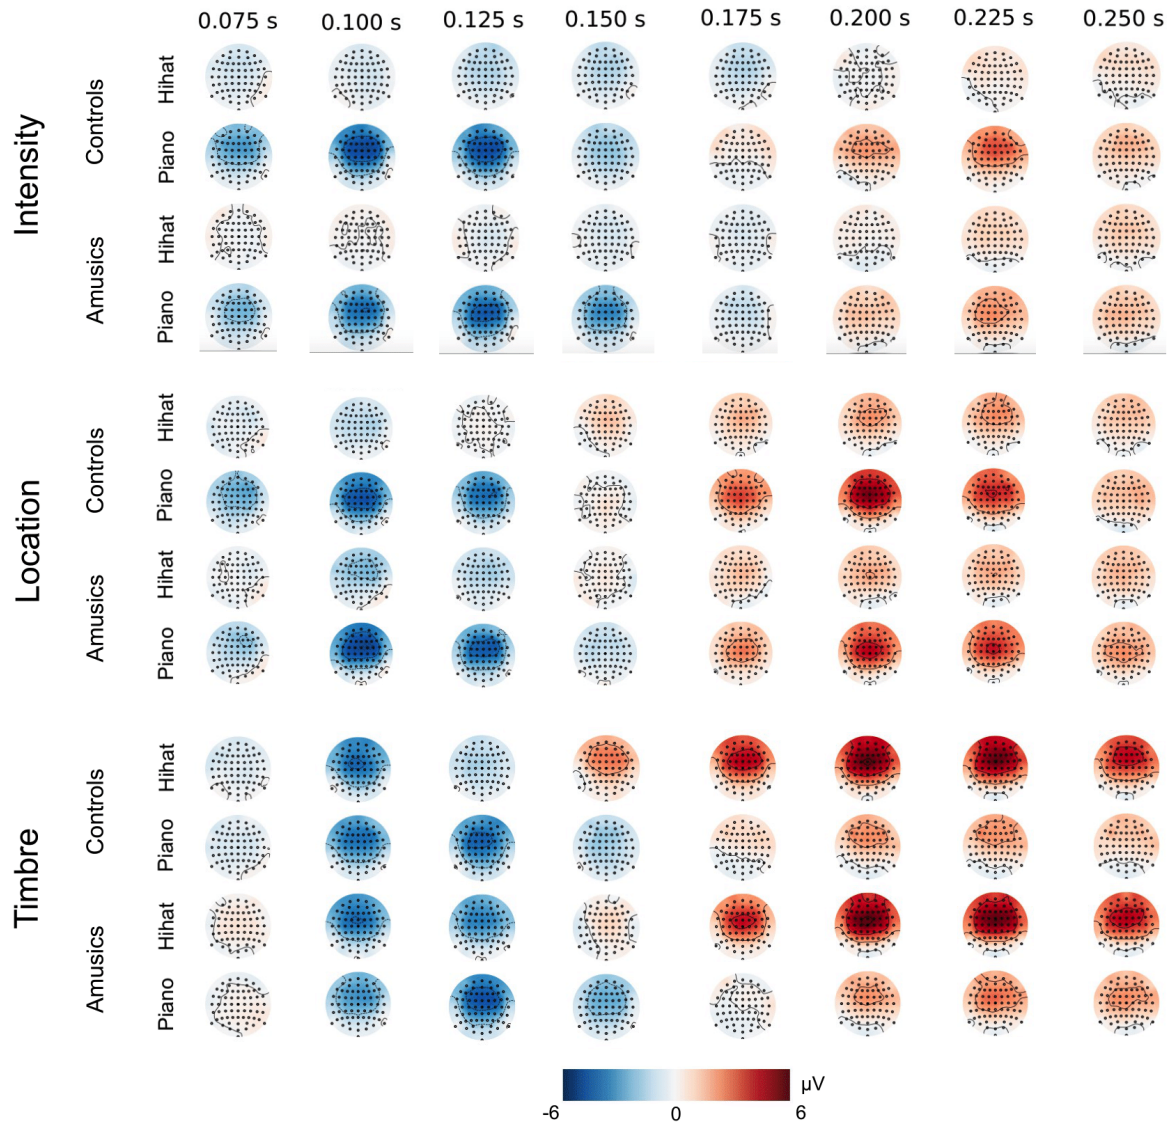 0.075 s 0.100 s 0.125 s 0.150 s 0.175 s 0.200 s 0.225 s 0.250 s
Intensity
Controls
Hihat
Piano
Amusics
Hihat
Piano
Location
Controls
Hihat
Piano
Amusics
Hihat
Piano
Timbre
Controls
Hihat
Piano
Amusics
Hihat
Piano
µV
-6 0 6